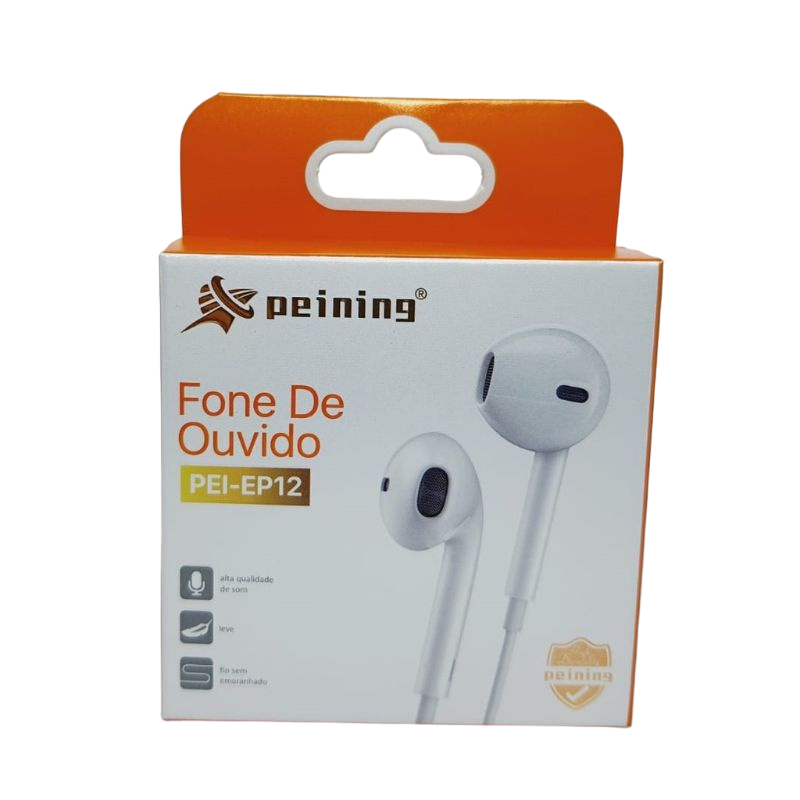 peining®
Fone De
Ouvido
PEI-EP12
alta qualidade
de som
leve
fio sem
emaranhado
peining